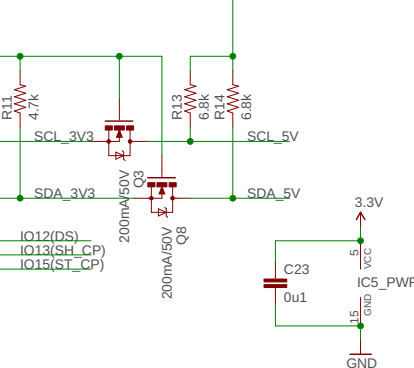 R11
4.7k
R13
6.8k
R14
6.8k
SCL_3V3
SCL_5V
SDA_3V3
SDA_5V
Q3
200mA/50V
Q8
200mA/50V
IO12(DS)
IO13(SH_CP)
IO15(ST_CP)
3.3V
5
VCC
C23
0u1
IC5_PWR
GND
15
GND